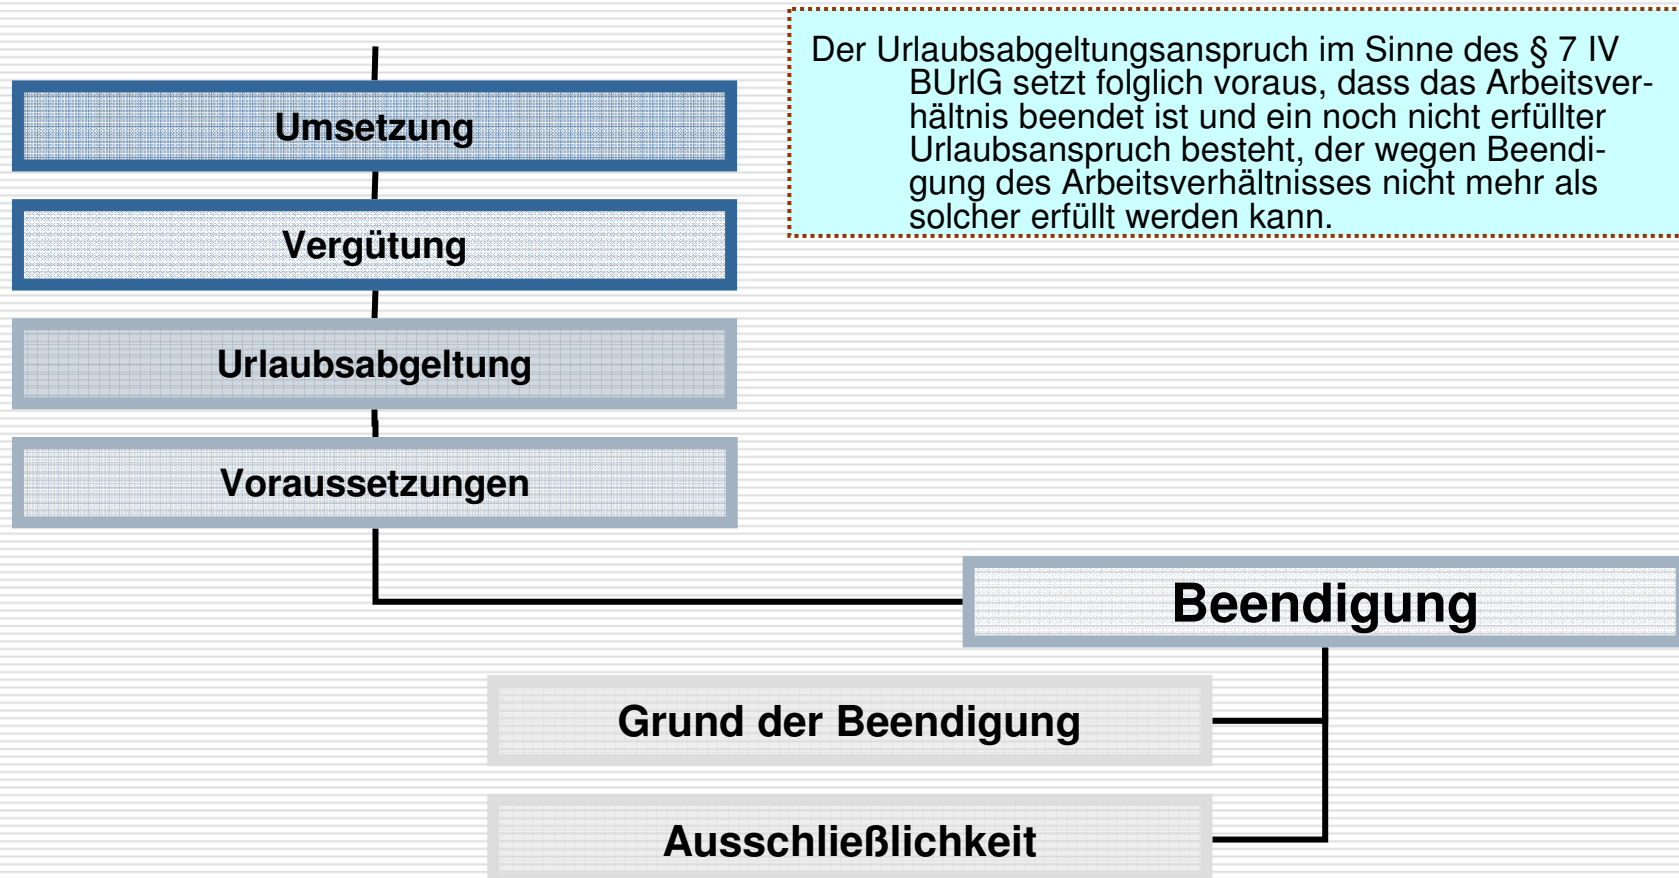 Der Urlaubsabgeltungsanspruch im Sinne des § 7 IV
BUrlG setzt folglich voraus, dass das Arbeitsver-
hältnis beendet ist und ein noch nicht erfüllter
Urlaubsanspruch besteht, der wegen Beendi-
gung des Arbeitsverhältnisses nicht mehr als
solcher erfüllt werden kann.
Umsetzung
Vergütung
Urlaubsabgeltung
Voraussetzungen
Beendigung
Grund der Beendigung
Ausschließlichkeit